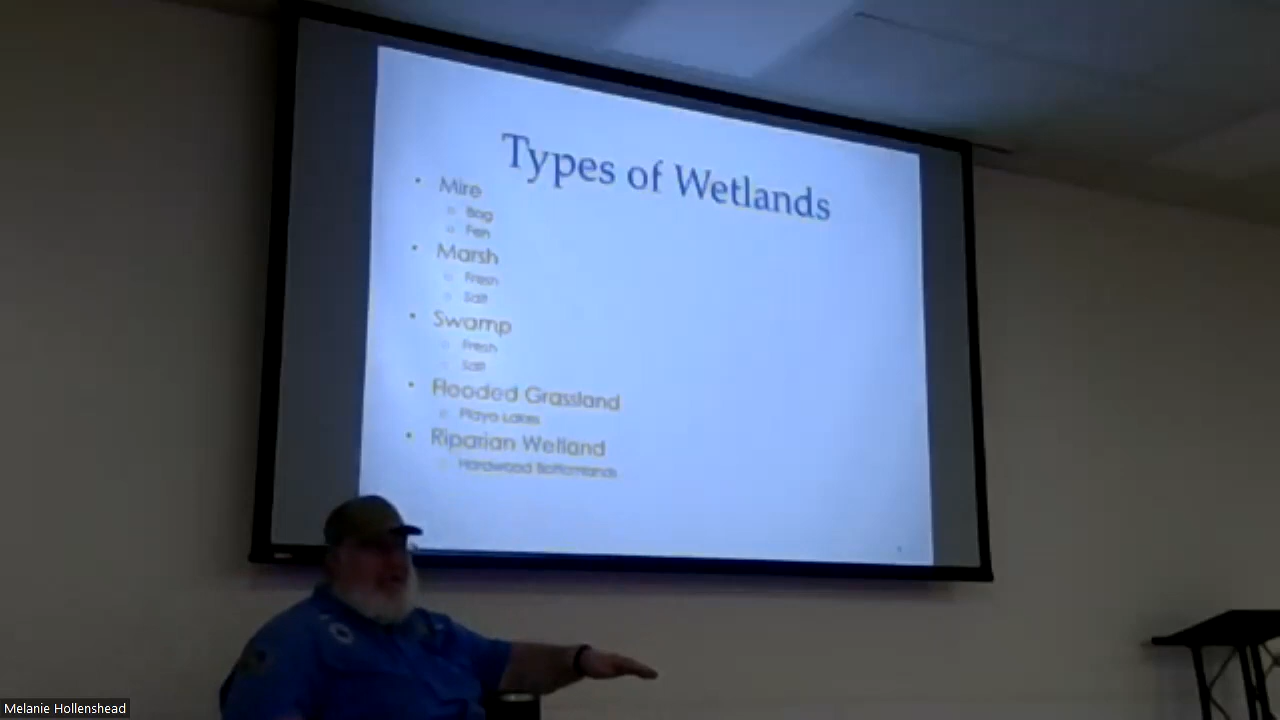 Types of Wetlands
• Mire
○ Bog
○ Fen
• Marsh
○ Fresh
○ Salt
• Swamp
○ Fresh
○ Salt
• Flooded Grassland
○ Playa Lakes
• Riparian Wetland
○ Hardwood Bottomlands
Melanie Hollenshead